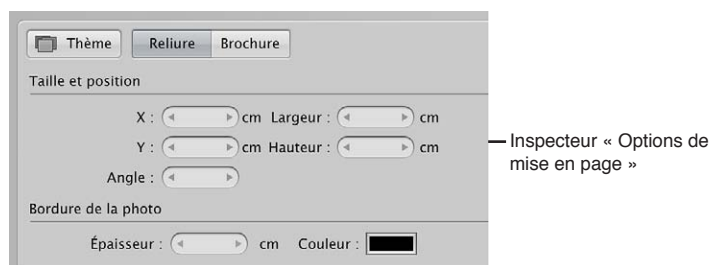 Thème Reliure Brochure
Taille et position
X : cm Largeur : cm
Y : cm Hauteur : cm
Angle :
Bordure de la photo
Épaisseur : cm Couleur :
Inspecteur « Options de
mise en page »